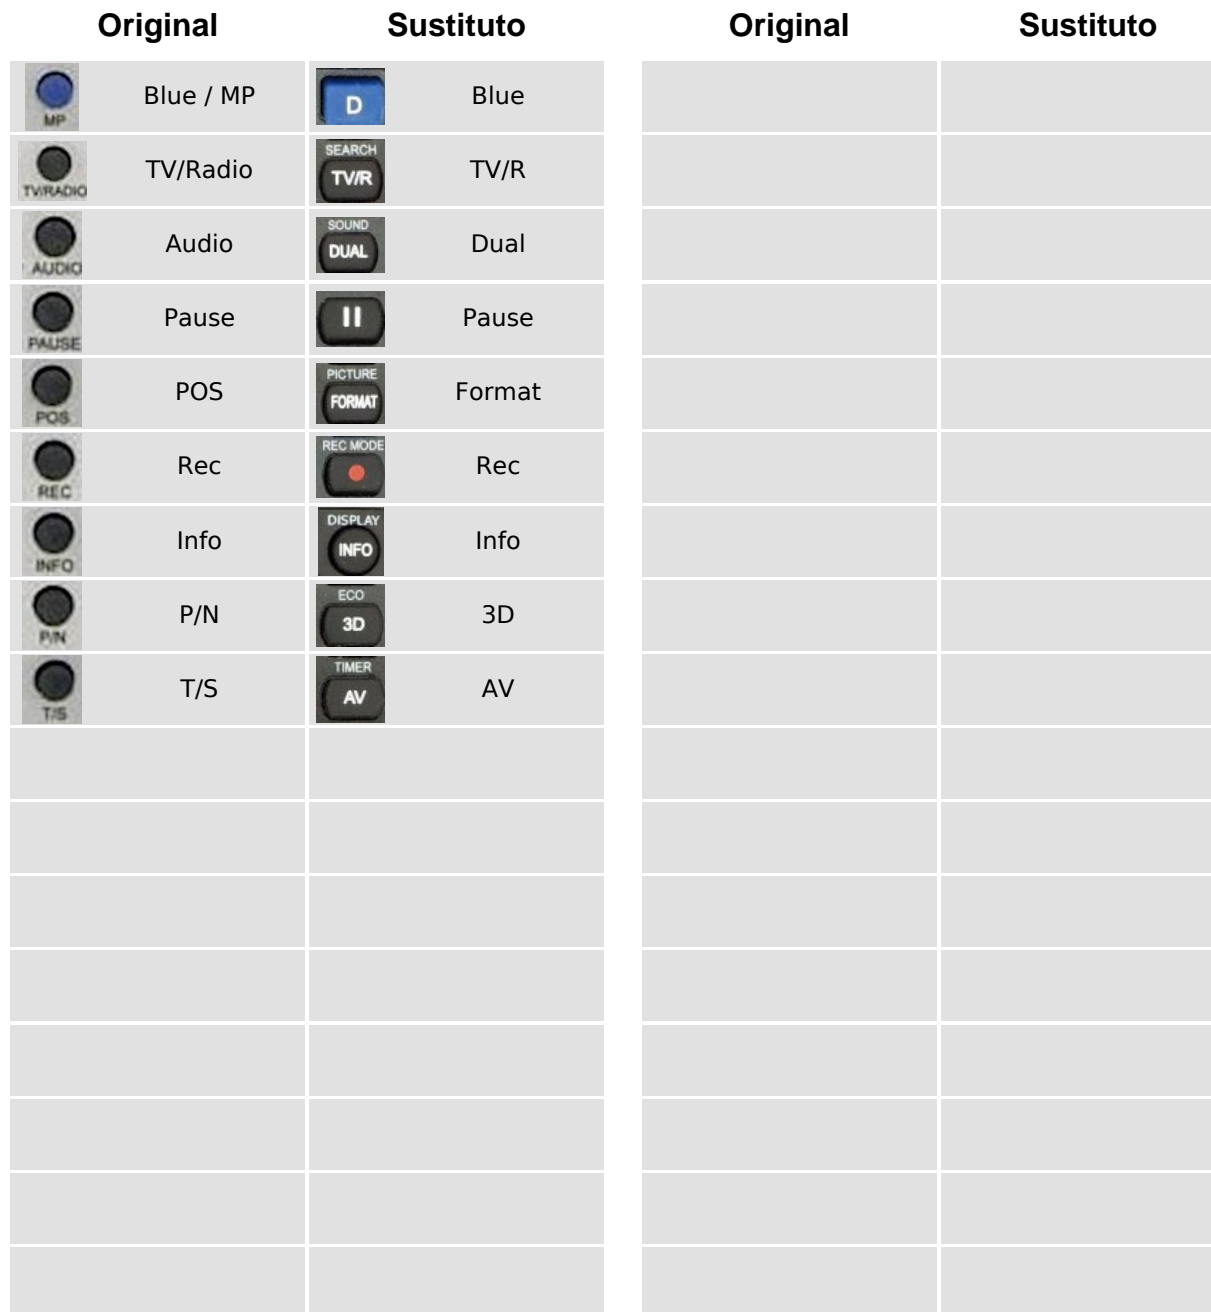 Original Sustituto Original Sustituto
MP Blue / MP D Blue
TV/RADIO TV/Radio SEARCH TV/R TV/R
AUDIO Audio SOUND DUAL Dual
PAUSE Pause Pause
POS POS PICTURE FORMAT Format
REC Rec REC MODE Rec
INFO Info DISPLAY INFO Info
P/N P/N ECO 3D 3D
T/S T/S TIMER AV AV